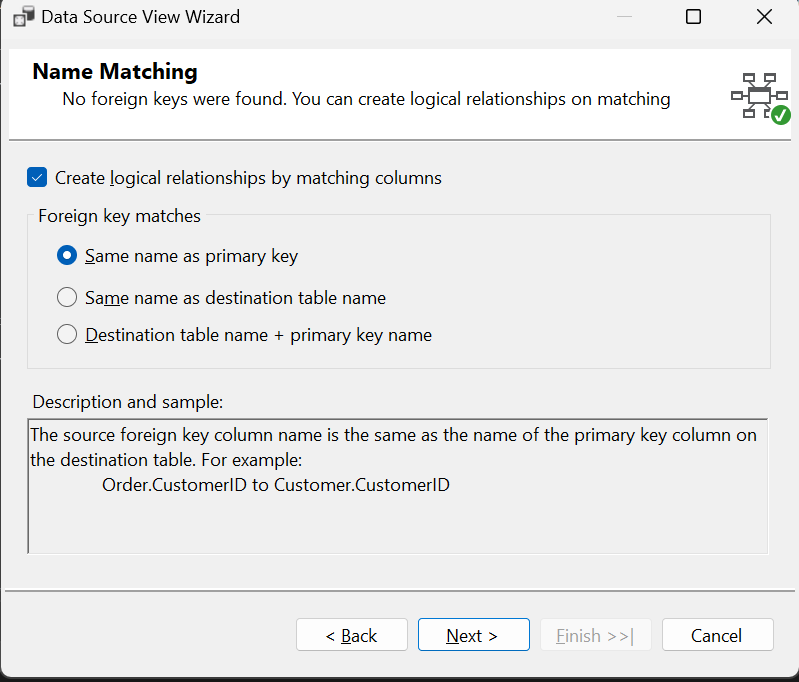 Data Source View Wizard
Name Matching
No foreign keys were found. You can create logical relationships on matching
Create logical relationships by matching columns
Foreign key matches
Same name as primary key
Same name as destination table name
Destination table name + primary key name
Description and sample:
The source foreign key column name is the same as the name of the primary key column on
the destination table. For example:
Order.CustomerID to Customer.CustomerID
< Back
Next >
Finish >>|
Cancel